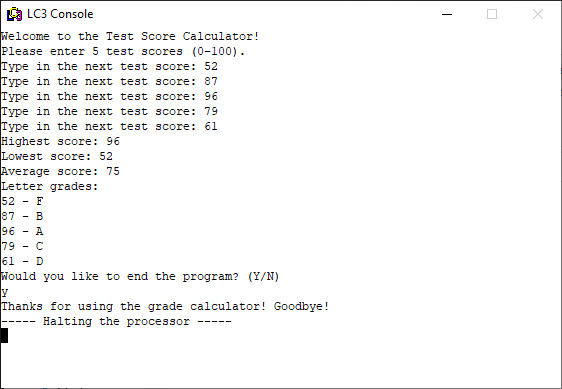 LC3 Console
Welcome to the Test Score Calculator!
Please enter 5 test scores (0-100).
Type in the next test score: 52
Type in the next test score: 87
Type in the next test score: 96
Type in the next test score: 79
Type in the next test score: 61
Highest score: 96
Lowest score: 52
Average score: 75
Letter grades:
52 - F
87 - B
96 - A
79 - C
61 - D
Would you like to end the program? (Y/N)
y
Thanks for using the grade calculator! Goodbye!
----- Halting the processor -----